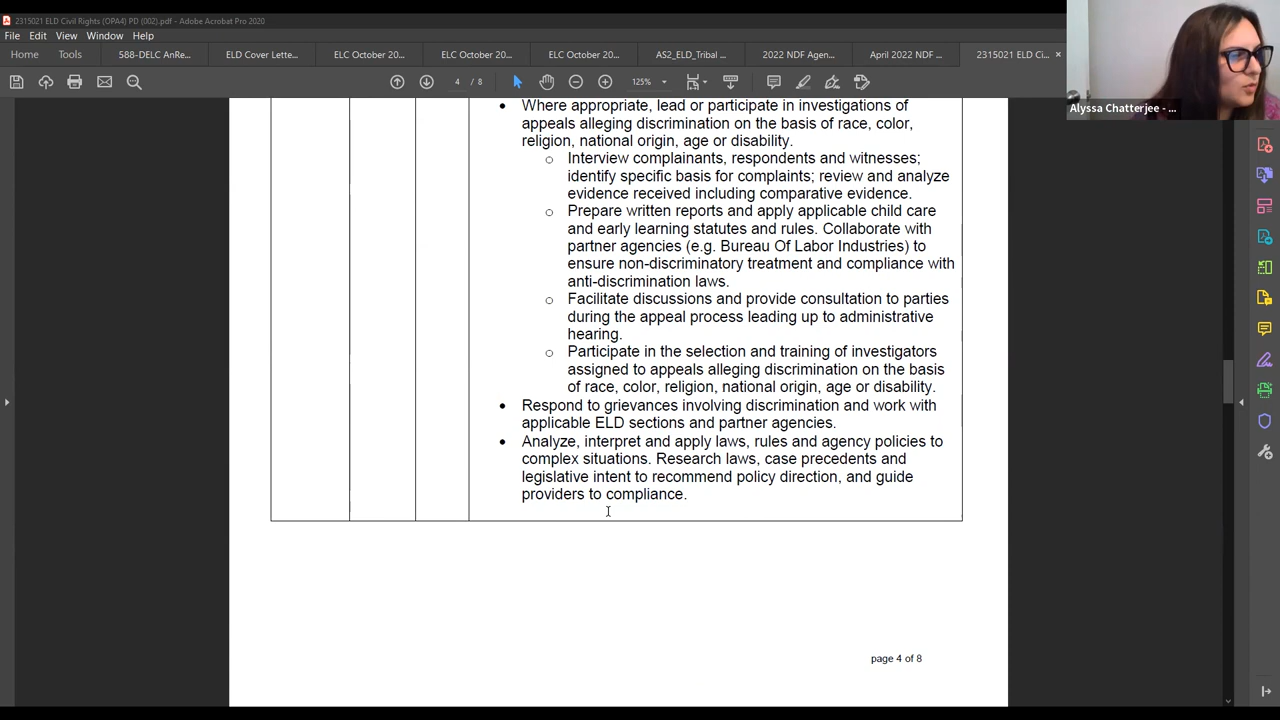 2315021 ELD Civil Rights (OPA4) PD (002).pdf - Adobe Acrobat Pro 2020
File Edit View Window Help
Home Tools 588-DELC AnRe... ELD Cover Lette... ELC October 20... ELC October 20... ELC October 20... AS2_ELD_Tribal ... 2022 NDF Agen... April 2022 NDF ... 2315021 ELD Ci... ×
4 / 8 125%
Alyssa Chatterjee - ...
• Where appropriate, lead or participate in investigations of
appeals alleging discrimination on the basis of race, color,
religion, national origin, age or disability.
o Interview complainants, respondents and witnesses;
identify specific basis for complaints; review and analyze
evidence received including comparative evidence.
o Prepare written reports and apply applicable child care
and early learning statutes and rules. Collaborate with
partner agencies (e.g. Bureau Of Labor Industries) to
ensure non-discriminatory treatment and compliance with
anti-discrimination laws.
o Facilitate discussions and provide consultation to parties
during the appeal process leading up to administrative
hearing.
o Participate in the selection and training of investigators
assigned to appeals alleging discrimination on the basis
of race, color, religion, national origin, age or disability.
• Respond to grievances involving discrimination and work with
applicable ELD sections and partner agencies.
• Analyze, interpret and apply laws, rules and agency policies to
complex situations. Research laws, case precedents and
legislative intent to recommend policy direction, and guide
providers to compliance.
page 4 of 8